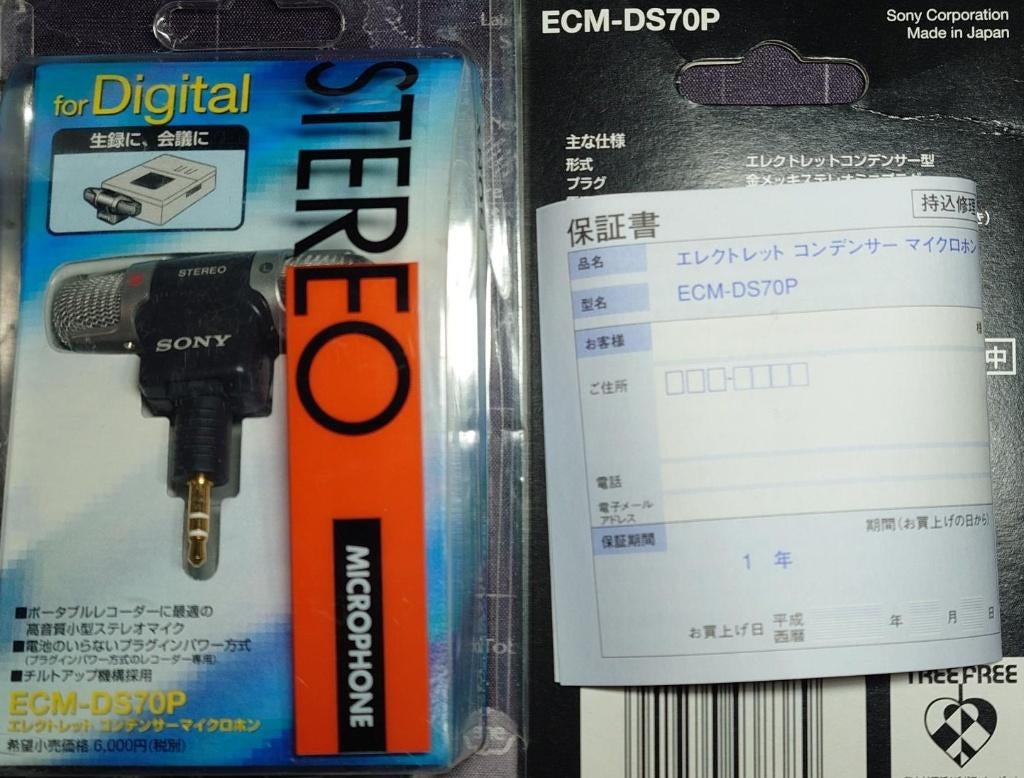 for Digital
生録に、会議に
STEREO
STEREO
L
SONY
MICROPHONE
■ポータブルレコーダーに最適の
高音質小型ステレオマイク
■電池のいらないプラグインパワー方式
(プラグインパワー方式のレコーダー専用)
■チルトアップ機構採用
ECM-DS70P
エレクトレット コンデンサーマイクロホン
希望小売価格 6,000円(税別)
ECM-DS70P
Sony Corporation
Made in Japan
主な仕様
形式 エレクトレットコンデンサー型
プラグ
保証書
持込修理
品名 エレクトレット コンデンサー マイクロホン
型名 ECM-DS70P
お客様
様
ご住所
電話
電子メール
アドレス
保証期間 期間(お買上げの日から)
1 年
お買上げ日 平成 年 月 日
西暦
中
TREE FREE